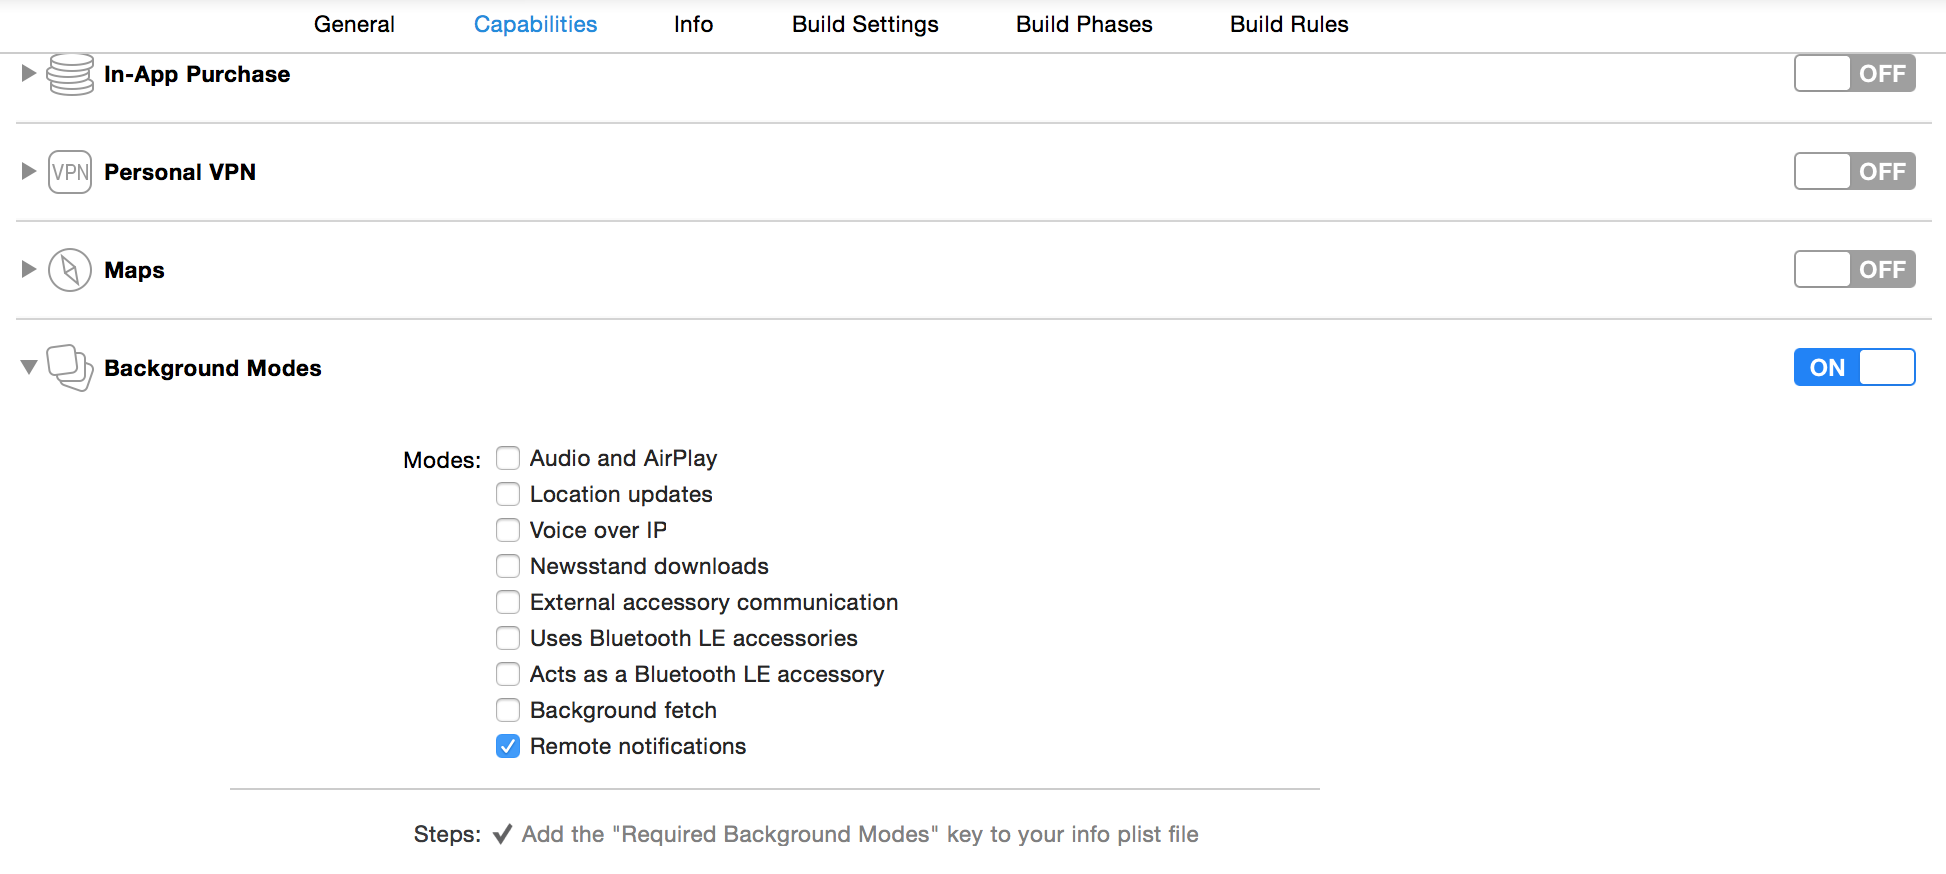 General Capabilities Info Build Settings Build Phases Build Rules
In-App Purchase OFF
VPN Personal VPN OFF
Maps OFF
Background Modes ON
Modes: Audio and AirPlay
Location updates
Voice over IP
Newsstand downloads
External accessory communication
Uses Bluetooth LE accessories
Acts as a Bluetooth LE accessory
Background fetch
Remote notifications
Steps: Add the "Required Background Modes" key to your info plist file